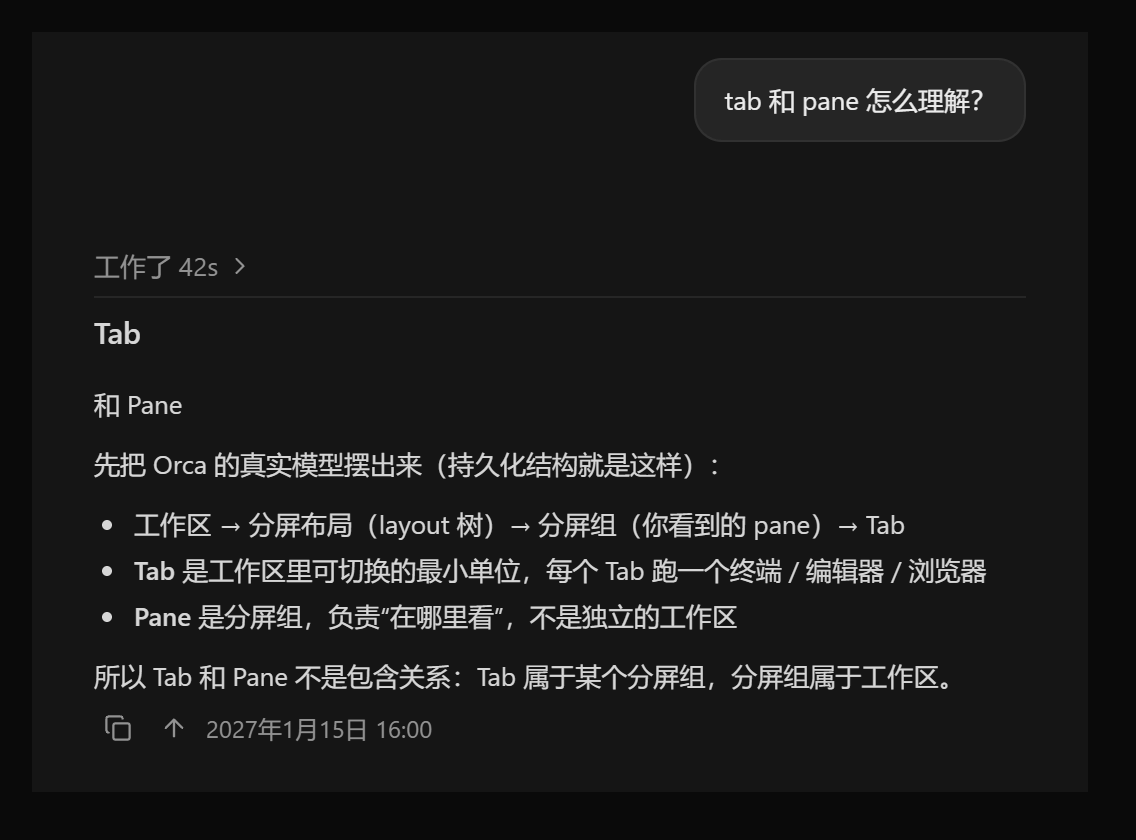 tab 和 pane 怎么理解？
工作了 42s
Tab
和 Pane
先把 Orca 的真实模型摆出来（持久化结构就是这样）：
工作区 → 分屏布局（layout 树）→ 分屏组（你看到的 pane）→ Tab
Tab 是工作区里可切换的最小单位，每个 Tab 跑一个终端 / 编辑器 / 浏览器
Pane 是分屏组，负责“在哪里看”，不是独立的工作区
所以 Tab 和 Pane 不是包含关系：Tab 属于某个分屏组，分屏组属于工作区。
2027年1月15日 16:00